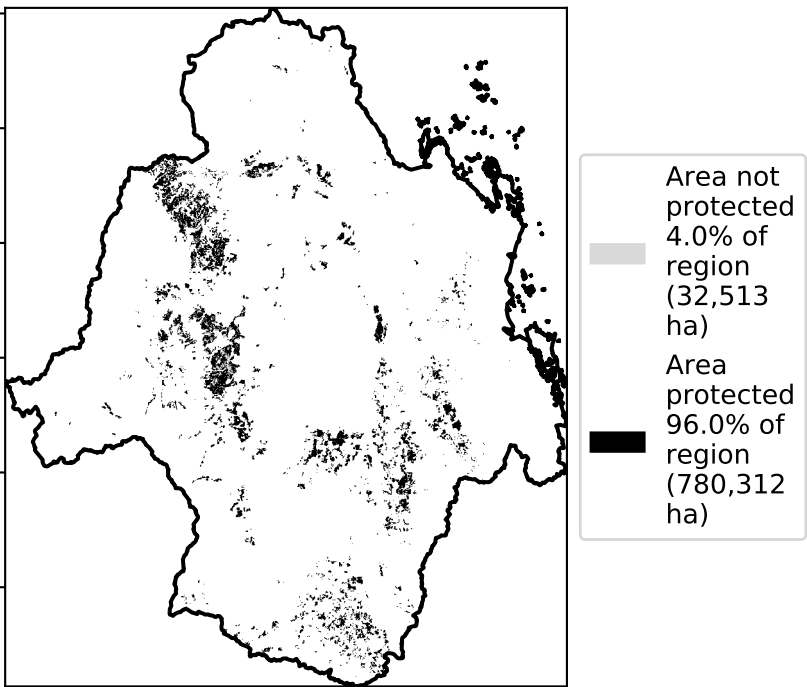 Area not
protected
4.0% of
region
(32,513
ha)
Area
protected
96.0% of
region
(780,312
ha)